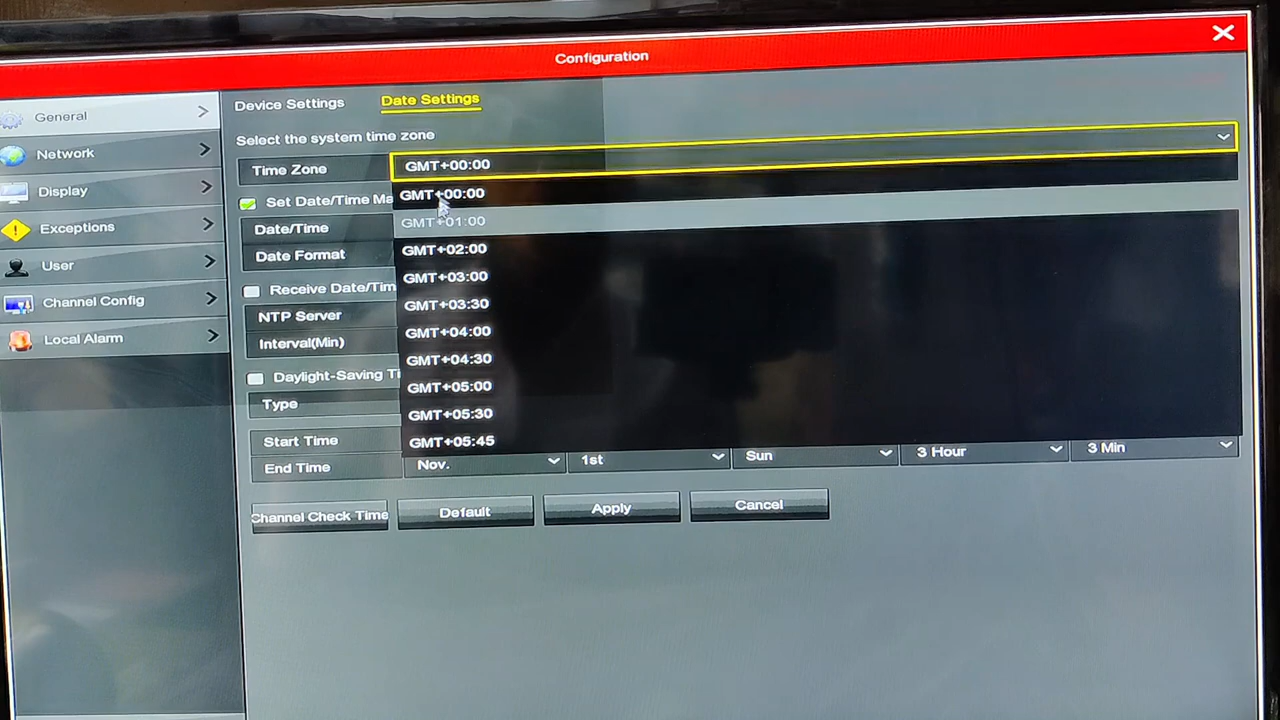 Configuration
General
Network
Display
Exceptions
User
Channel Config
Local Alarm
Device Settings Date Settings
Select the system time zone
Time Zone GMT+00:00
GMT+00:00
GMT+01:00
GMT+02:00
GMT+03:00
GMT+03:30
GMT+04:00
GMT+04:30
GMT+05:00
GMT+05:30
GMT+05:45
Set Date/Time Ma
Date/Time
Date Format
Receive Date/Tim
NTP Server
Interval(Min)
Daylight-Saving Ti
Type
Start Time
End Time Nov. 1st Sun 3 Hour 3 Min
Channel Check Time Default Apply Cancel